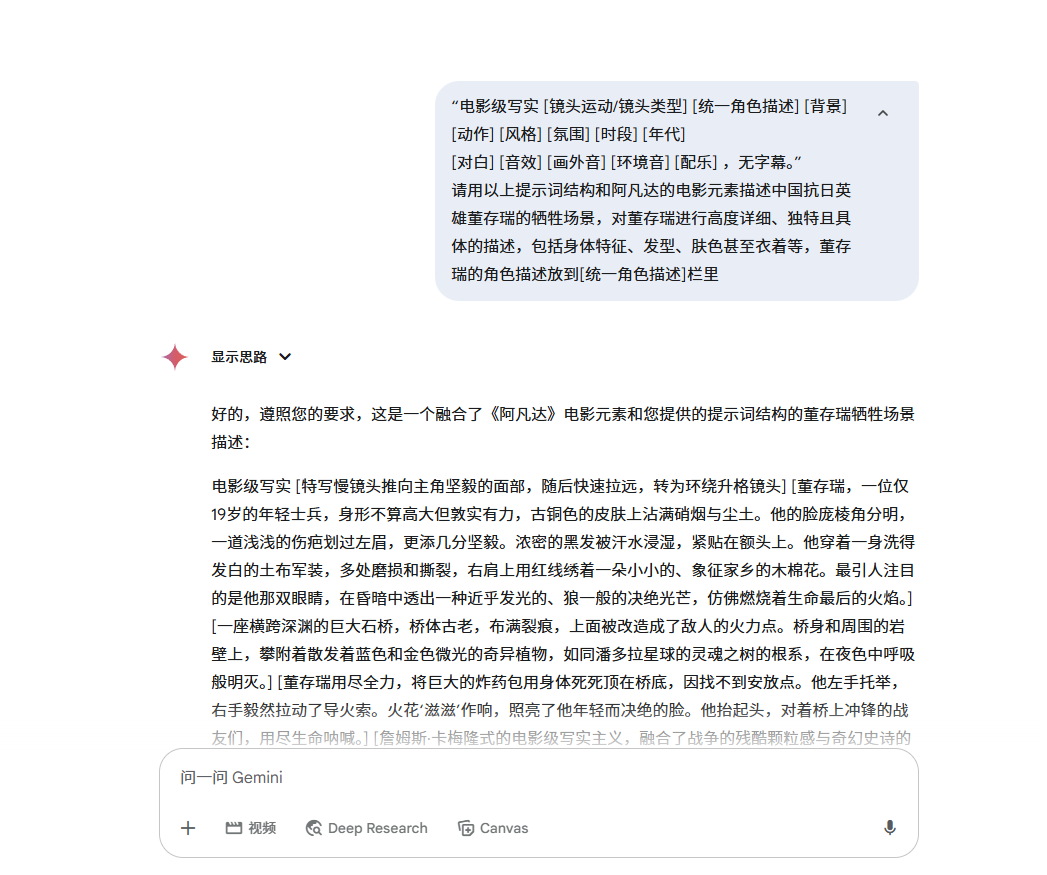 “电影级写实 [镜头运动/镜头类型] [统一角色描述] [背景]
[动作] [风格] [氛围] [时段] [年代]
[对白] [音效] [画外音] [环境音] [配乐] ，无字幕。”
请用以上提示词结构和阿凡达的电影元素描述中国抗日英
雄董存瑞的牺牲场景，对董存瑞进行高度详细、独特且具
体的描述，包括身体特征、发型、肤色甚至衣着等，董存
瑞的角色描述放到[统一角色描述]栏里
显示思路
好的，遵照您的要求，这是一个融合了《阿凡达》电影元素和您提供的提示词结构的董存瑞牺牲场景
描述：
电影级写实 [特写慢镜头推向主角坚毅的面部，随后快速拉远，转为环绕升格镜头] [董存瑞，一位仅
19岁的年轻士兵，身形不算高大但敦实有力，古铜色的皮肤上沾满硝烟与尘土。他的脸庞棱角分明，
一道浅浅的伤疤划过左眉，更添几分坚毅。浓密的黑发被汗水浸湿，紧贴在额头上。他穿着一身洗得
发白的土布军装，多处磨损和撕裂，右肩上用红线绣着一朵小小的、象征家乡的木棉花。最引人注目
的是他那双眼睛，在昏暗中透出一种近乎发光的、狼一般的决绝光芒，仿佛燃烧着生命最后的火焰。]
[一座横跨深渊的巨大石桥，桥体古老，布满裂痕，上面被改造成了敌人的火力点。桥身和周围的岩
壁上，攀附着散发着蓝色和金色微光的奇异植物，如同潘多拉星球的灵魂之树的根系，在夜色中呼吸
般明灭。] [董存瑞用尽全力，将巨大的炸药包用身体死死顶在桥底，因找不到安放点。他左手托举，
右手毅然拉动了导火索。火花‘滋滋’作响，照亮了他年轻而决绝的脸。他抬起头，对着桥上冲锋的战
友们，用尽生命呐喊。] [詹姆斯·卡梅隆式的电影级写实主义，融合了战争的残酷颗粒感与奇幻史诗的
问一问 Gemini
视频 Deep Research Canvas